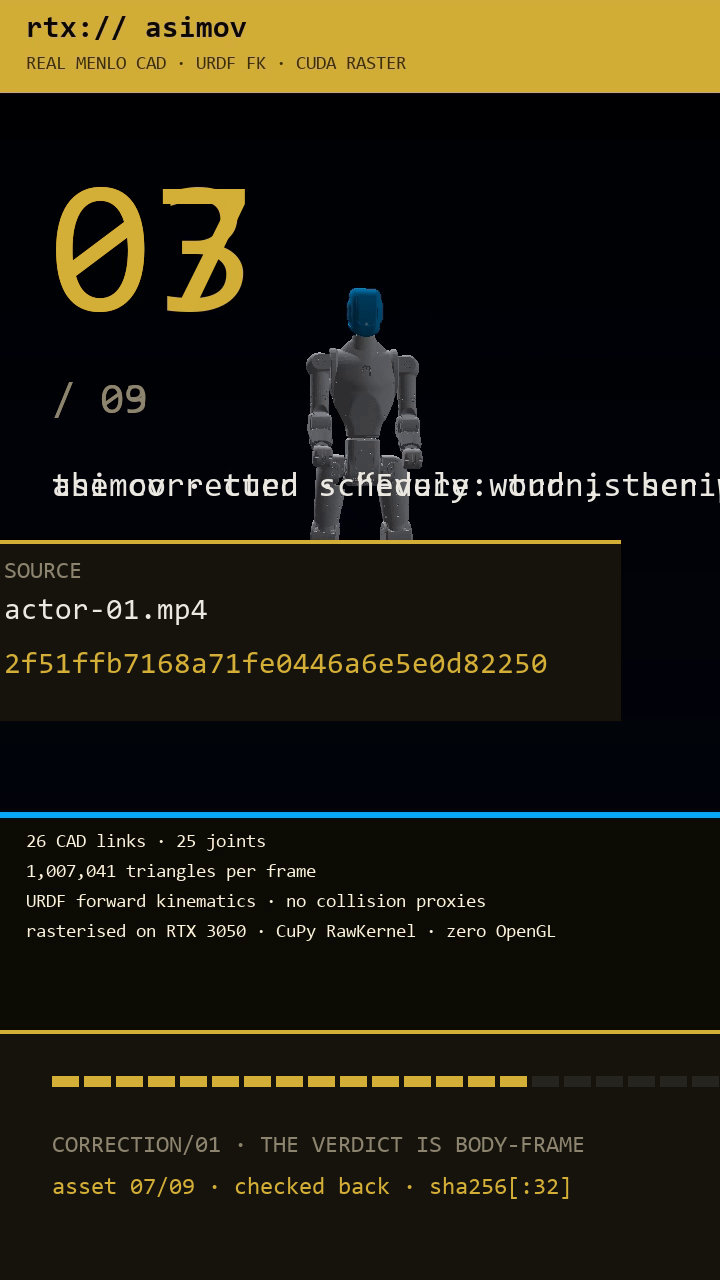 rtx:// asimov
REAL MENLO CAD · URDF FK · CUDA RASTER
/ 09
SOURCE
actor-01.mp4
2f51ffb7168a71fe0446a6e5e0d82250
26 CAD links · 25 joints
1,007,041 triangles per frame
URDF forward kinematics · no collision proxies
rasterised on RTX 3050 · CuPy RawKernel · zero OpenGL
CORRECTION/01 · THE VERDICT IS BODY-FRAME
asset 07/09 · checked back · sha256[:32]